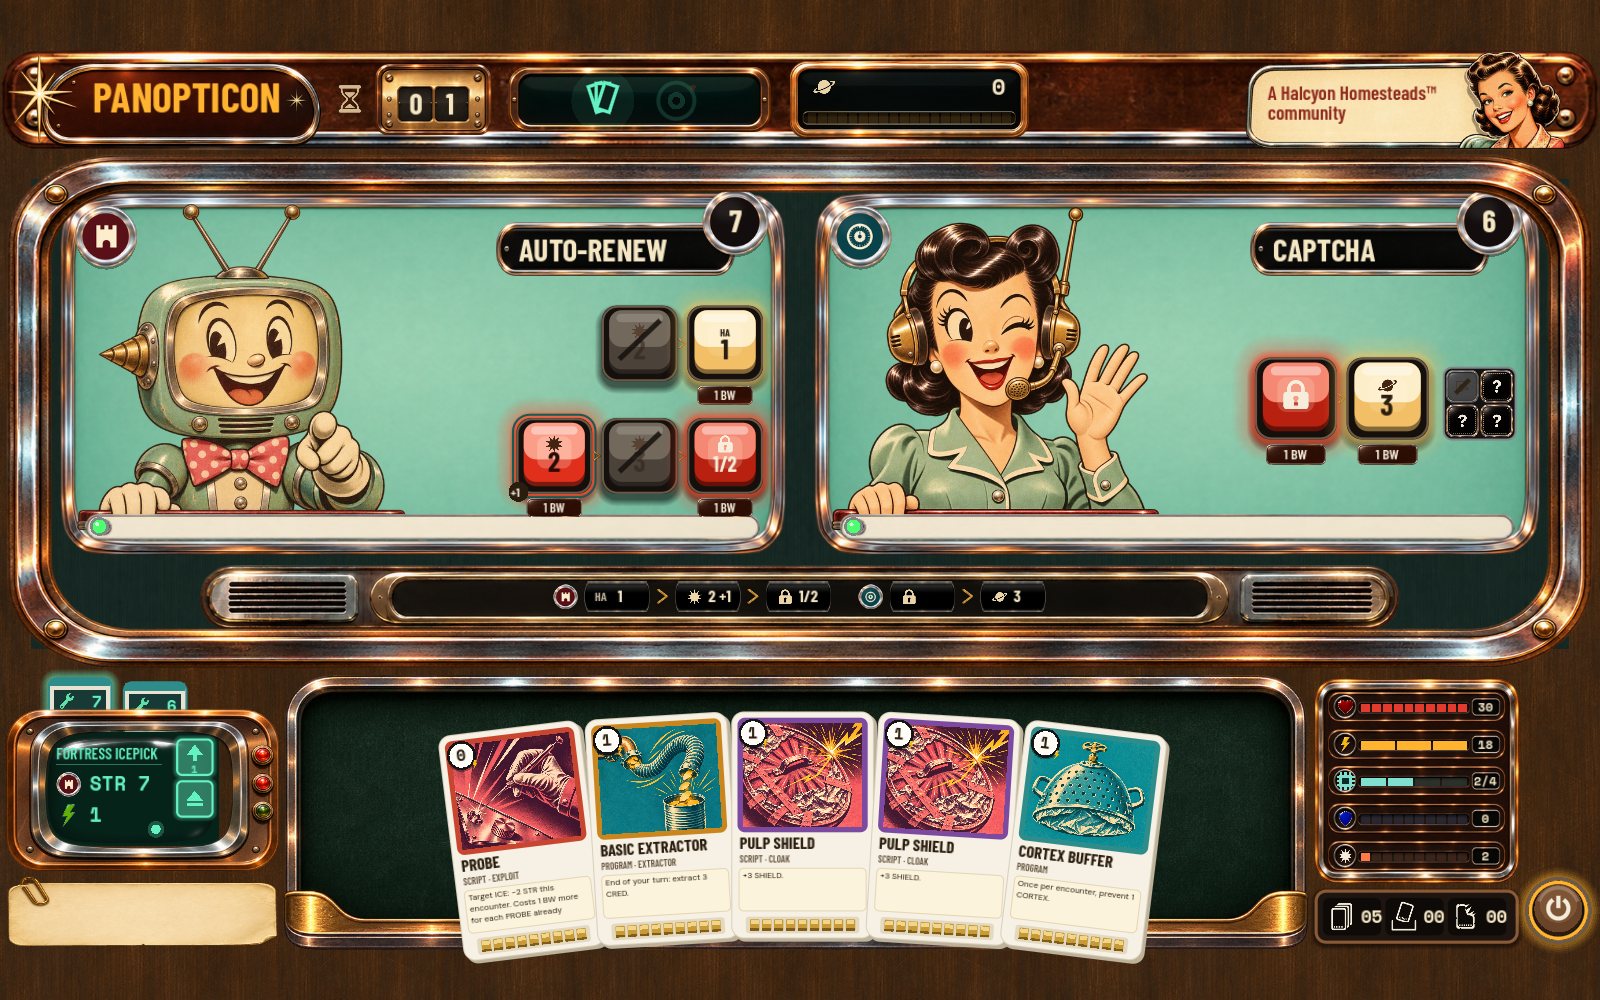 PANOPTICON
0 1
0
A Halcyon Homesteads™
community
AUTO-RENEW
7
HA
1
1 BW
2
1/2
+1
1 BW
1 BW
CAPTCHA
6
3
?
? ?
1 BW
1 BW
HA 1
2 +1
1/2
3
7
6
FORTRESS ICEPICK
STR 7
1
1
0
PROBE
SCRIPT · EXPLOIT
Target ICE: -2 STR this
encounter. Costs 1 BW more
for each PROBE already
1
BASIC EXTRACTOR
PROGRAM · EXTRACTOR
End of your turn: extract 3
CRED.
1
PULP SHIELD
SCRIPT · CLOAK
+3 SHIELD.
1
PULP SHIELD
SCRIPT · CLOAK
+3 SHIELD.
1
CORTEX BUFFER
PROGRAM
Once per encounter, prevent 1
CORTEX.
30
18
2/4
0
2
05
00
00